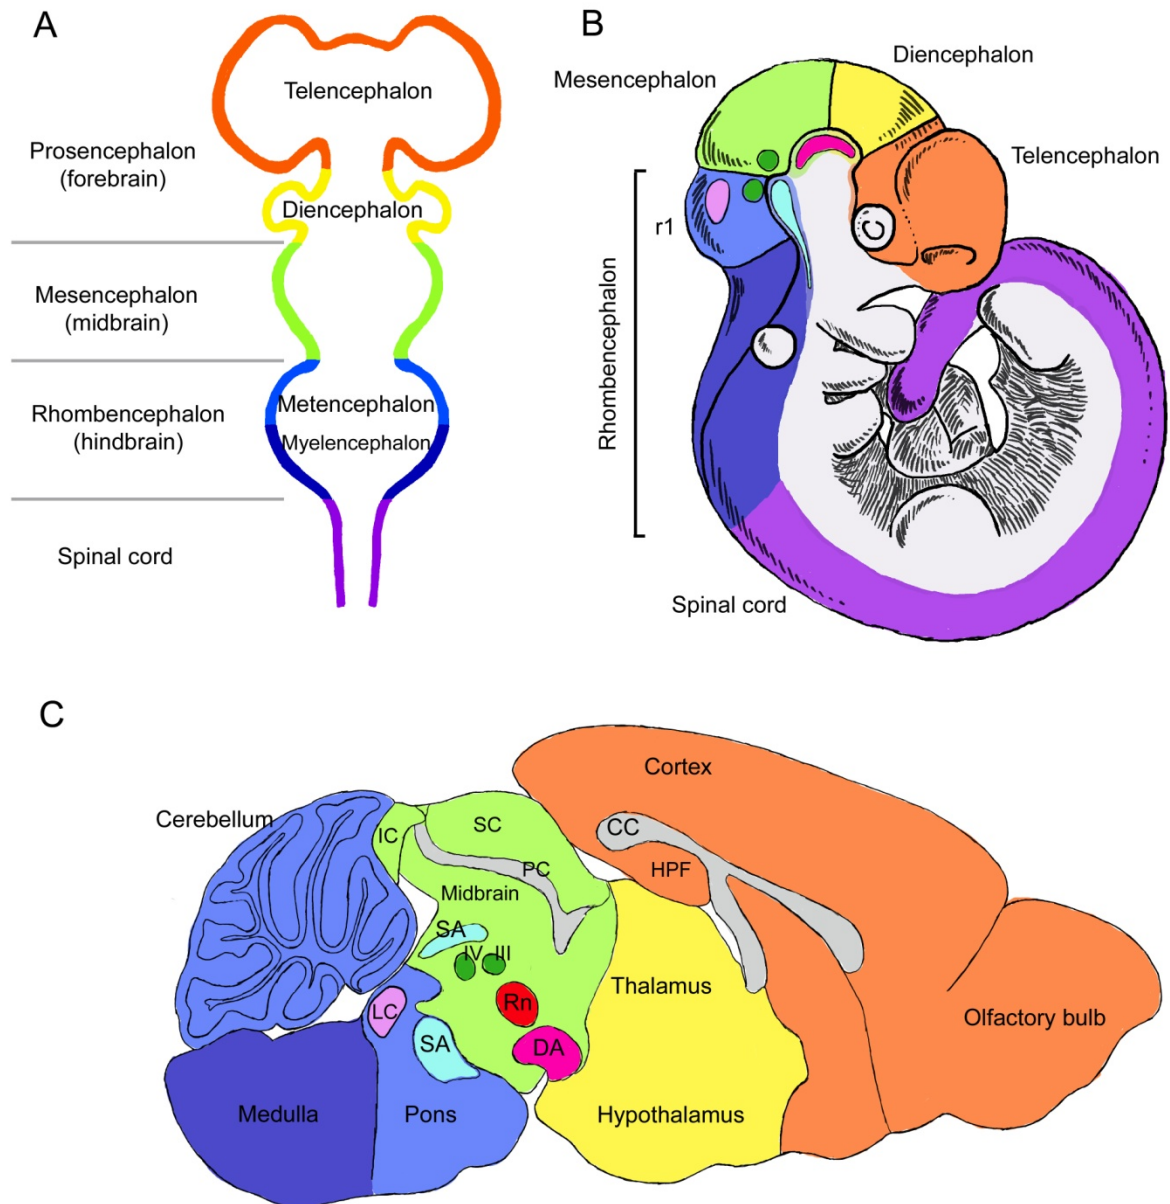 A
Telencephalon
Prosencephalon
(forebrain)
Diencephalon
Mesencephalon
(midbrain)
Metencephalon
Rhombencephalon
(hindbrain)
Myelencephalon
Spinal cord
B
Diencephalon
Mesencephalon
Telencephalon
r1
Rhombencephalon
Spinal cord
C
Cortex
Cerebellum
IC
SC
CC
PC
HPF
Midbrain
SA
IV
III
Thalamus
LC
Rn
Olfactory bulb
SA
DA
Medulla
Pons
Hypothalamus